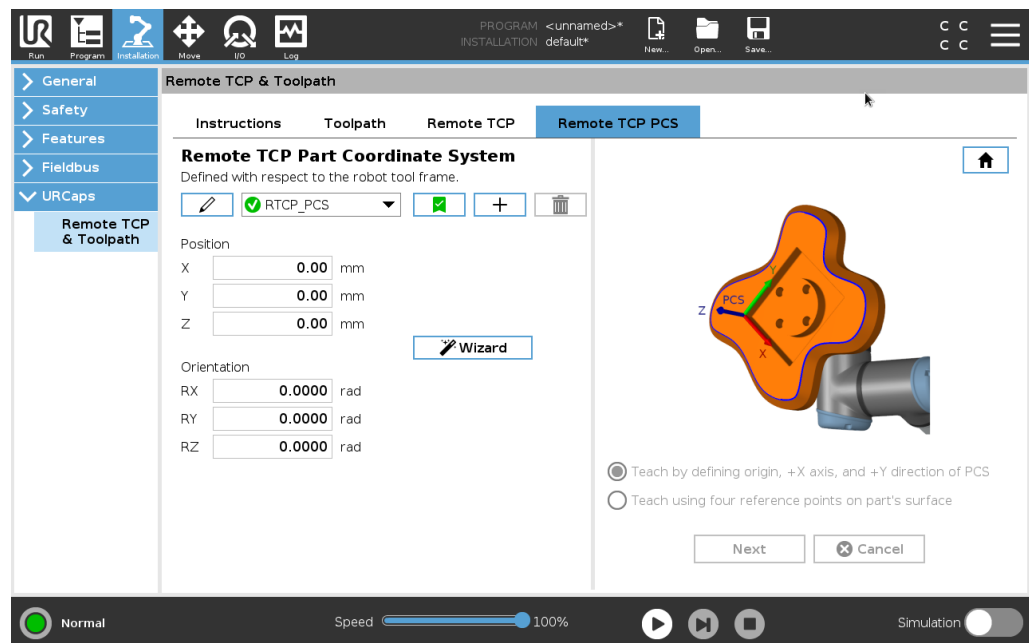 UR
PROGRAM <unnamed>*
INSTALLATION default*
C C
C C
Run Program Installation Move I/O Log New... Open... Save...
General
Safety
Features
Fieldbus
URCaps
Remote TCP
& Toolpath
Remote TCP & Toolpath
Instructions Toolpath Remote TCP Remote TCP PCS
Remote TCP Part Coordinate System
Defined with respect to the robot tool frame.
RTCP_PCS
Position
X 0.00 mm
Y 0.00 mm
Z 0.00 mm
Wizard
Orientation
RX 0.0000 rad
RY 0.0000 rad
RZ 0.0000 rad
Y
PCS
Z
X
Teach by defining origin, +X axis, and +Y direction of PCS
Teach using four reference points on part's surface
Next Cancel
Normal Speed 100% Simulation